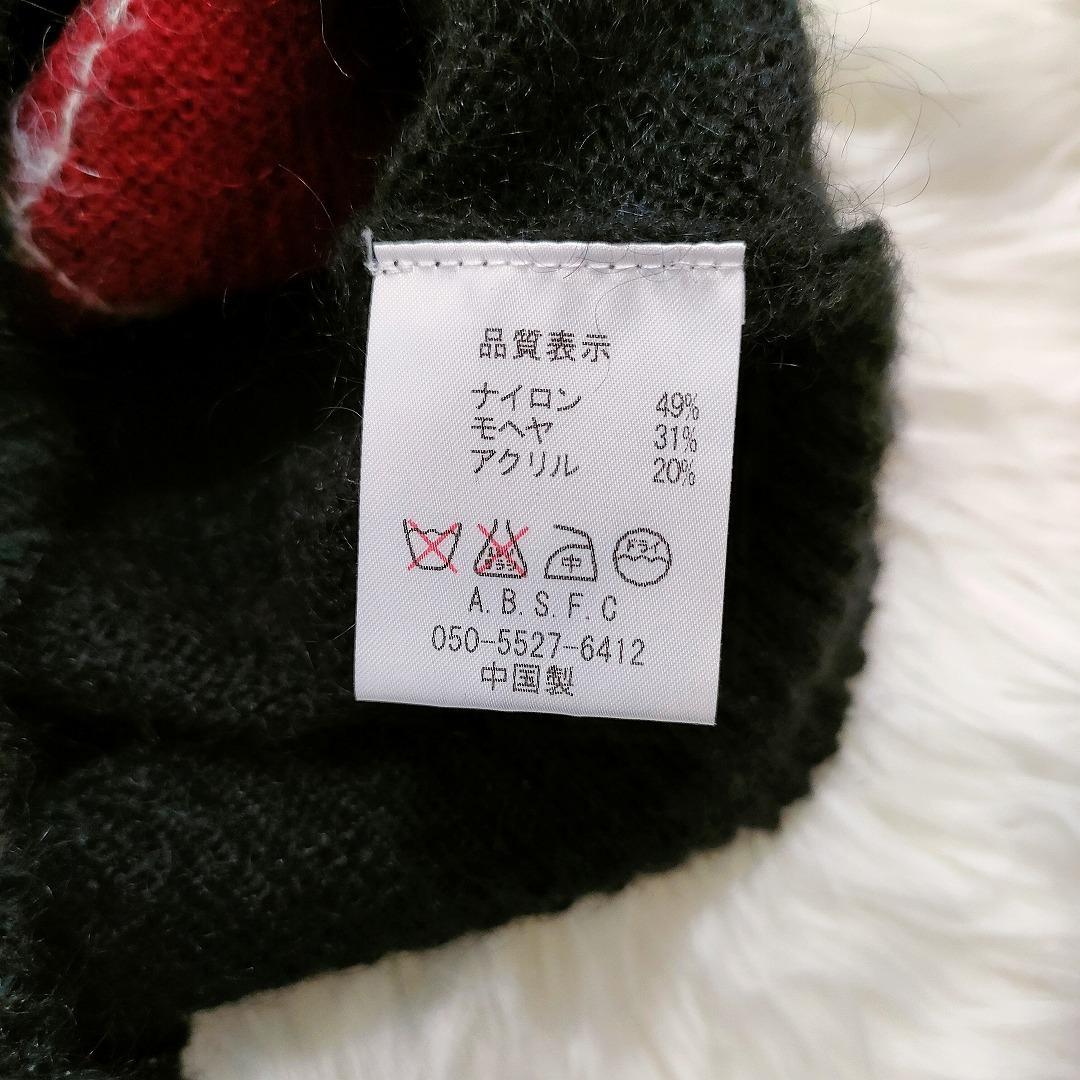 品質表示
ナイロン 49%
モヘヤ 31%
アクリル 20%
中 ドライ
A.B.S.F.C
050-5527-6412
中国製